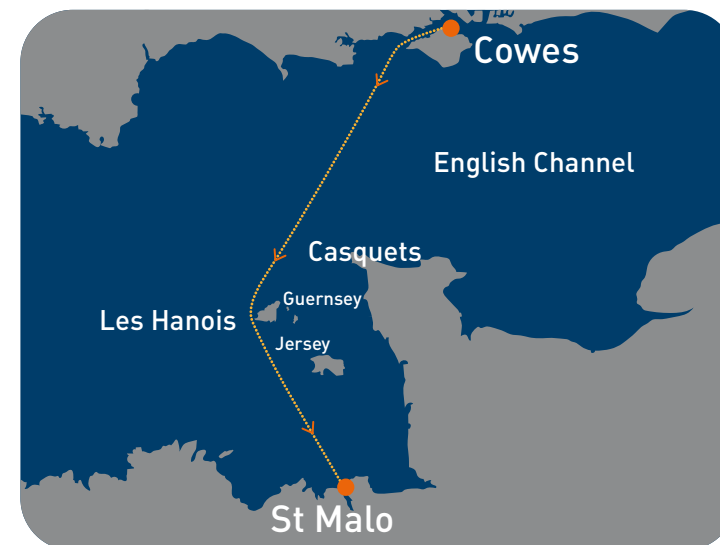 Cowes
English Channel
Casquets
Guernsey
Les Hanois
Jersey
St Malo